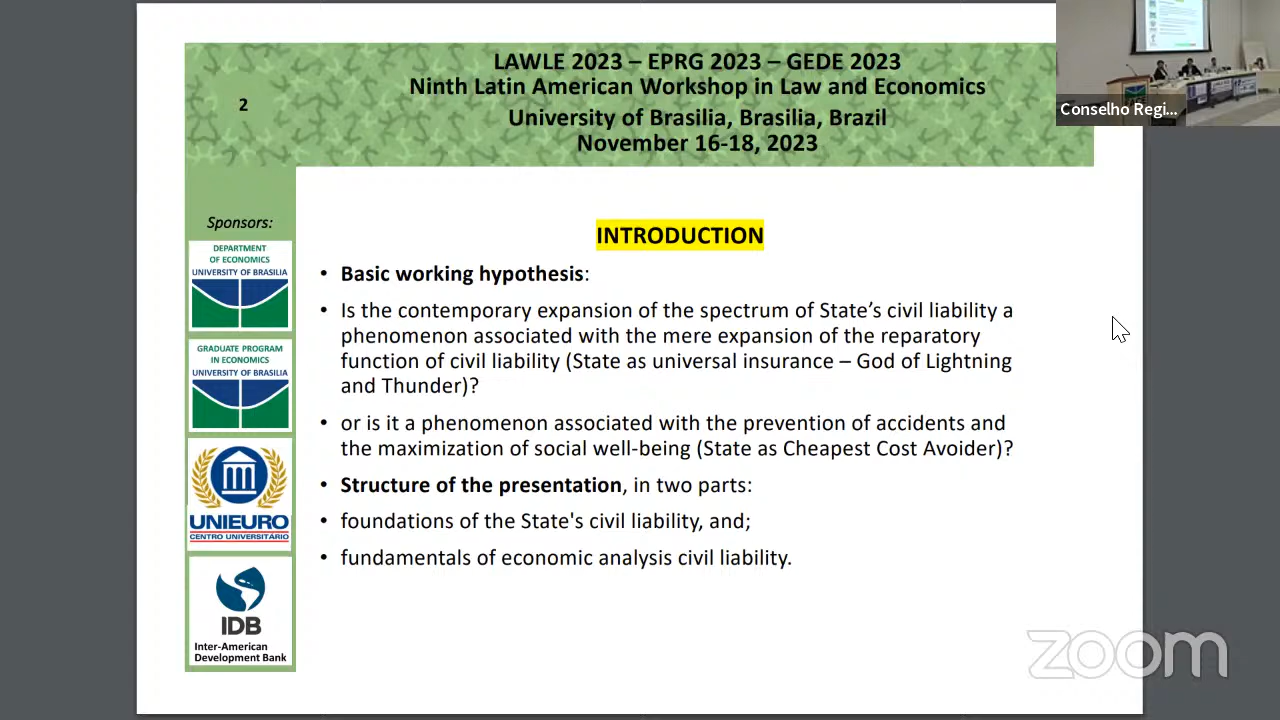 LAWLE 2023 – EPRG 2023 – GEDE 2023
Ninth Latin American Workshop in Law and Economics
University of Brasilia, Brasilia, Brazil
November 16-18, 2023
2
Conselho Regi...
Sponsors:
DEPARTMENT
OF ECONOMICS
UNIVERSITY OF BRASILIA
GRADUATE PROGRAM
IN ECONOMICS
UNIVERSITY OF BRASILIA
UNIEURO
CENTRO UNIVERSITÁRIO
IDB
Inter-American
Development Bank
INTRODUCTION
• Basic working hypothesis:
• Is the contemporary expansion of the spectrum of State’s civil liability a
phenomenon associated with the mere expansion of the reparatory
function of civil liability (State as universal insurance – God of Lightning
and Thunder)?
• or is it a phenomenon associated with the prevention of accidents and
the maximization of social well-being (State as Cheapest Cost Avoider)?
• Structure of the presentation, in two parts:
• foundations of the State's civil liability, and;
• fundamentals of economic analysis civil liability.
zoom